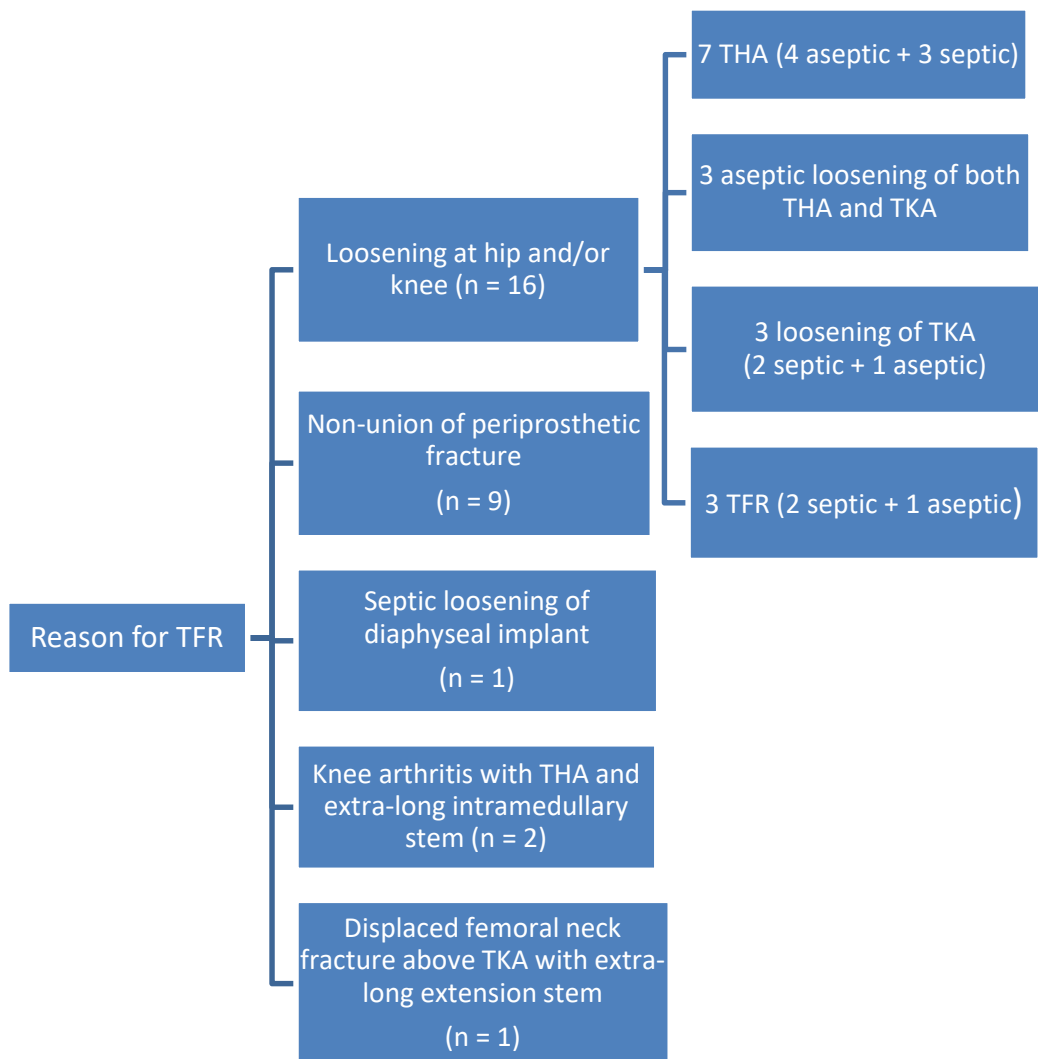 Reason for TFR
Loosening at hip and/or
knee (n = 16)
7 THA (4 aseptic + 3 septic)
3 aseptic loosening of both
THA and TKA
3 loosening of TKA
(2 septic + 1 aseptic)
3 TFR (2 septic + 1 aseptic)
Non-union of periprosthetic
fracture
(n = 9)
Septic loosening of
diaphyseal implant
(n = 1)
Knee arthritis with THA and
extra-long intramedullary
stem (n = 2)
Displaced femoral neck
fracture above TKA with extra-
long extension stem
(n = 1)